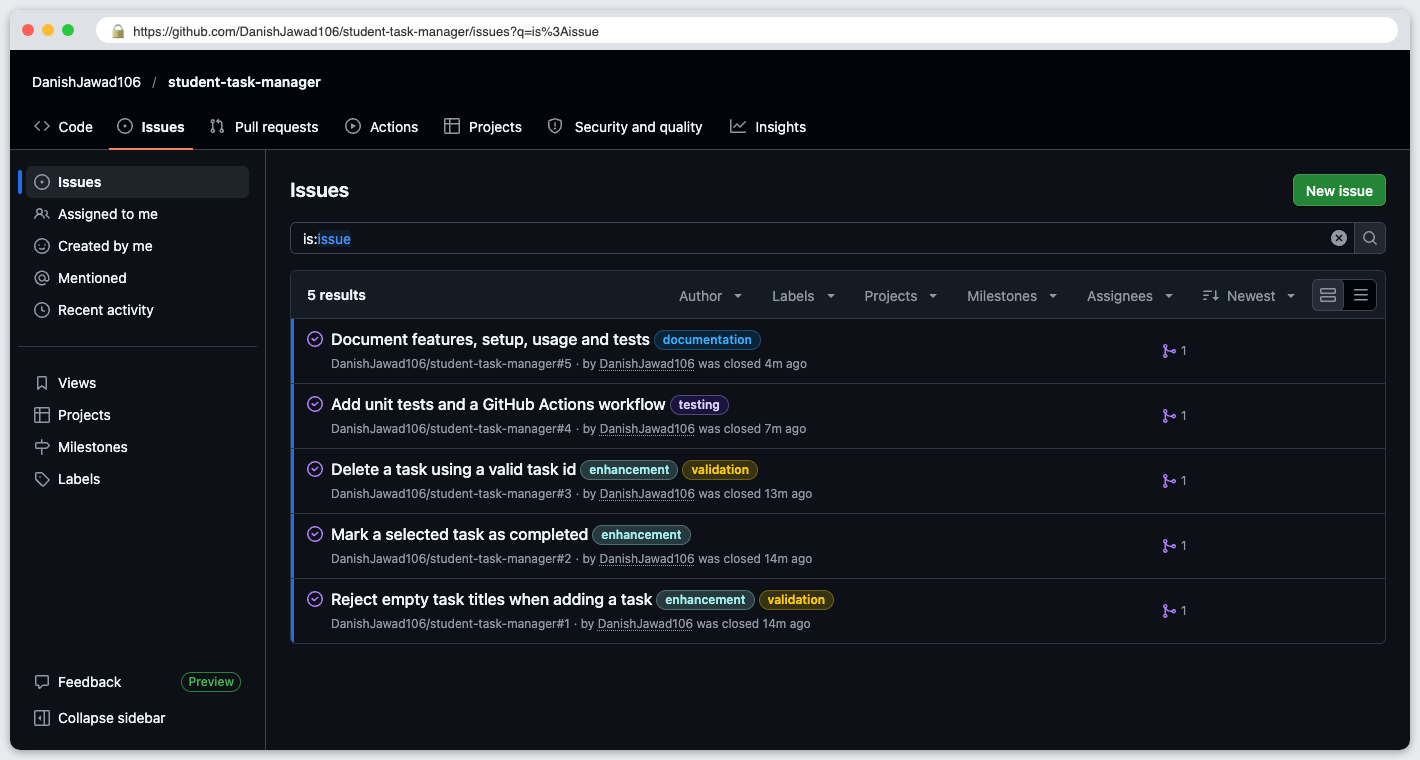 https://github.com/DanishJawad106/student-task-manager/issues?q=is%3Aissue
DanishJawad106 / student-task-manager
Code Issues Pull requests Actions Projects Security and quality Insights
Issues
Assigned to me
Created by me
Mentioned
Recent activity
Views
Projects
Milestones
Labels
Feedback Preview
Collapse sidebar
Issues
New issue
is:issue
5 results Author Labels Projects Milestones Assignees Newest
Document features, setup, usage and tests documentation
DanishJawad106/student-task-manager#5 · by DanishJawad106 was closed 4m ago
1
Add unit tests and a GitHub Actions workflow testing
DanishJawad106/student-task-manager#4 · by DanishJawad106 was closed 7m ago
1
Delete a task using a valid task id enhancement validation
DanishJawad106/student-task-manager#3 · by DanishJawad106 was closed 13m ago
1
Mark a selected task as completed enhancement
DanishJawad106/student-task-manager#2 · by DanishJawad106 was closed 14m ago
1
Reject empty task titles when adding a task enhancement validation
DanishJawad106/student-task-manager#1 · by DanishJawad106 was closed 14m ago
1